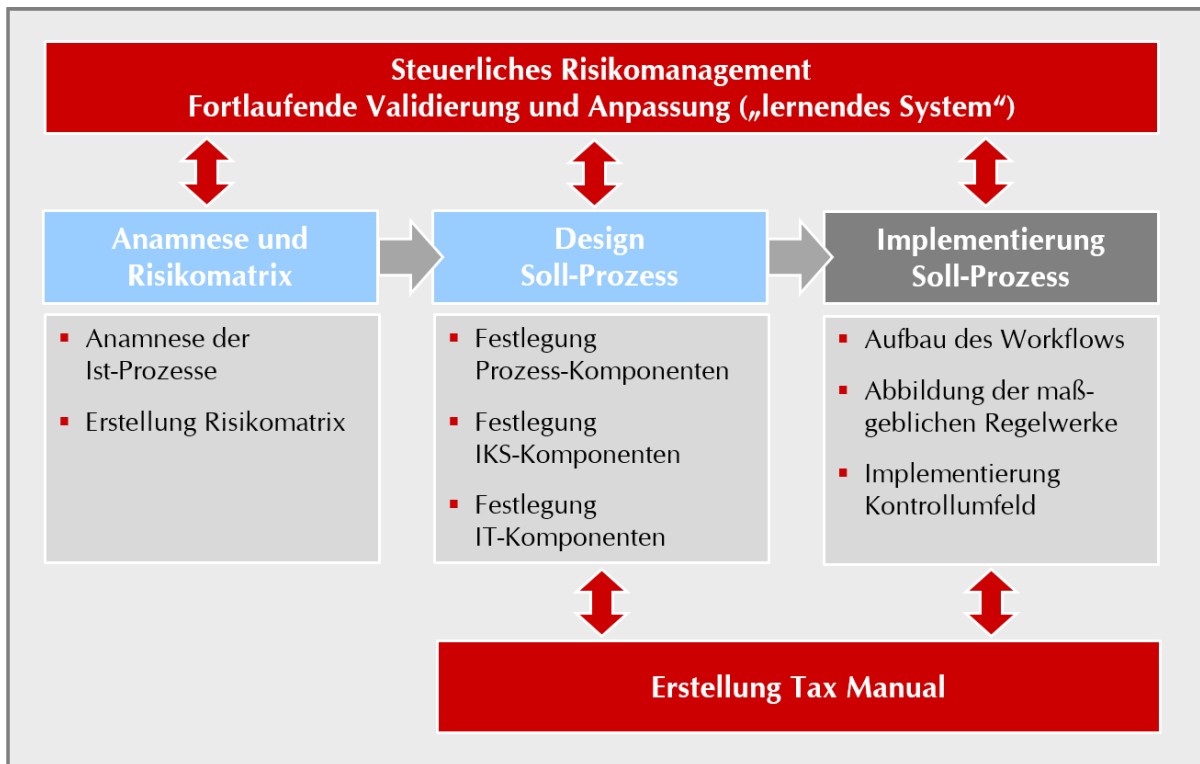 Steuerliches Risikomanagement
Fortlaufende Validierung und Anpassung („lernendes System“)
Anamnese und
Risikomatrix
Design
Soll-Prozess
Implementierung
Soll-Prozess
▪ Anamnese der
Ist-Prozesse
▪ Erstellung Risikomatrix
▪ Festlegung
Prozess-Komponenten
▪ Festlegung
IKS-Komponenten
▪ Festlegung
IT-Komponenten
▪ Aufbau des Workflows
▪ Abbildung der maß-
geblichen Regelwerke
▪ Implementierung
Kontrollumfeld
Erstellung Tax Manual